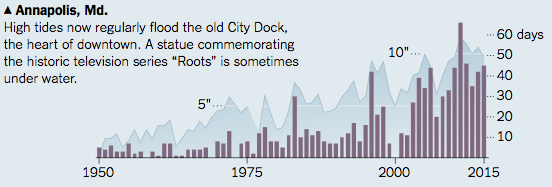 ▲ Annapolis, Md.
High tides now regularly flood the old City Dock,
the heart of downtown. A statue commemorating
the historic television series “Roots” is sometimes
under water.
60 days
10"
50
40
5"
30
20
10
1950
1975
2000
2015